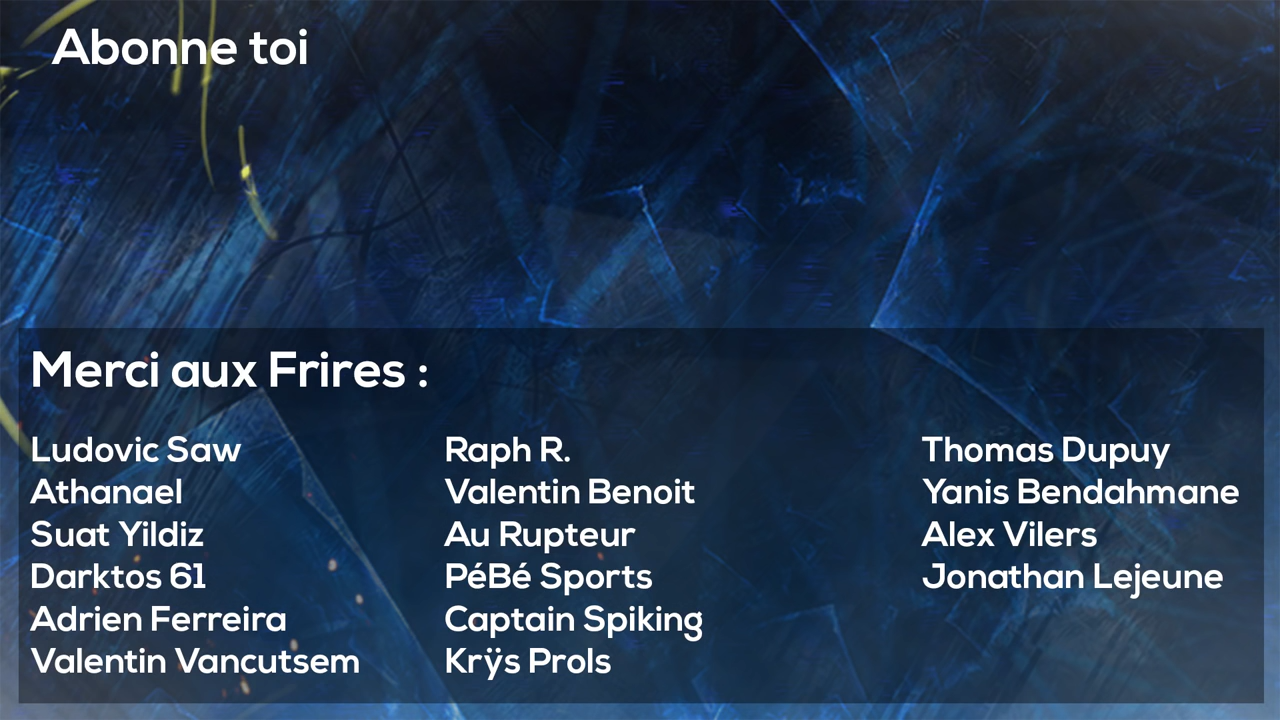 Abonne toi
Merci aux Frires :
Ludovic Saw
Athanael
Suat Yildiz
Darktos 61
Adrien Ferreira
Valentin Vancutsem
Raph R.
Valentin Benoit
Au Rupteur
PéBé Sports
Captain Spiking
Krÿs Prols
Thomas Dupuy
Yanis Bendahmane
Alex Vilers
Jonathan Lejeune